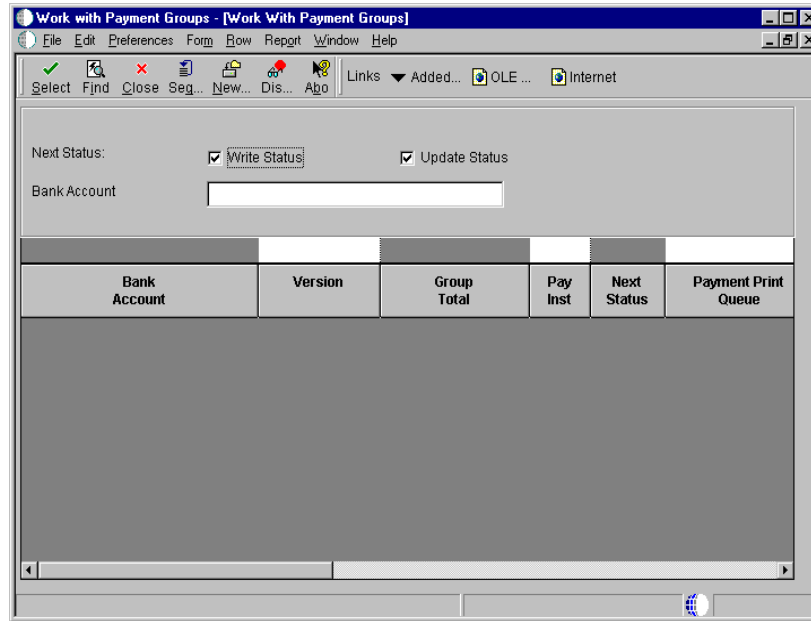 Work with Payment Groups - [Work With Payment Groups]
File Edit Preferences Form Row Report Window Help
Select Find Close Seq... New... Dis... Abo Links Added... OLE ... Internet
Next Status: Write Status Update Status
Bank Account
Bank Account Version Group Total Pay Inst Next Status Payment Print Queue